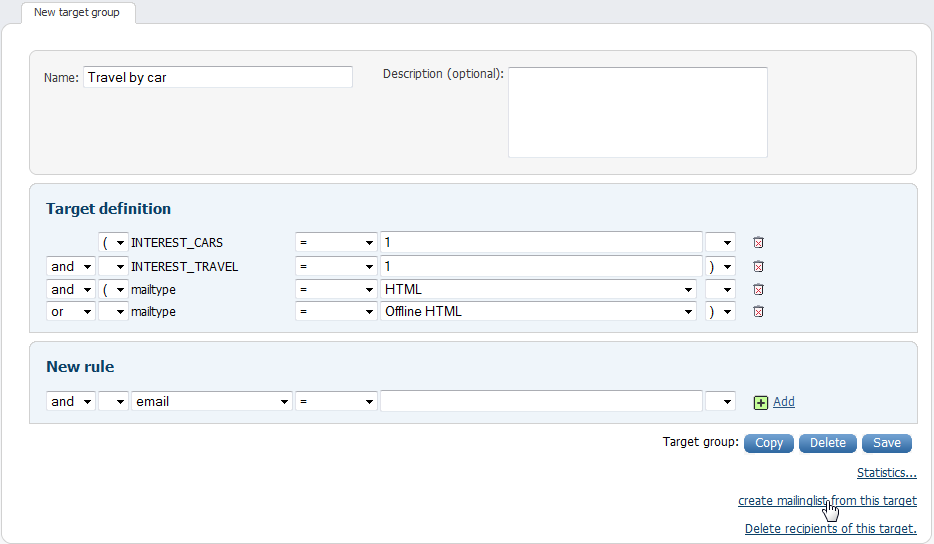 New target group
Name: Travel by car Description (optional):
Target definition
( INTEREST_CARS = 1
and INTEREST_TRAVEL = 1 )
and ( mailtype = HTML
or mailtype = Offline HTML )
New rule
and email = Add
Target group: Copy Delete Save
Statistics...
create mailinglist from this target
Delete recipients of this target.